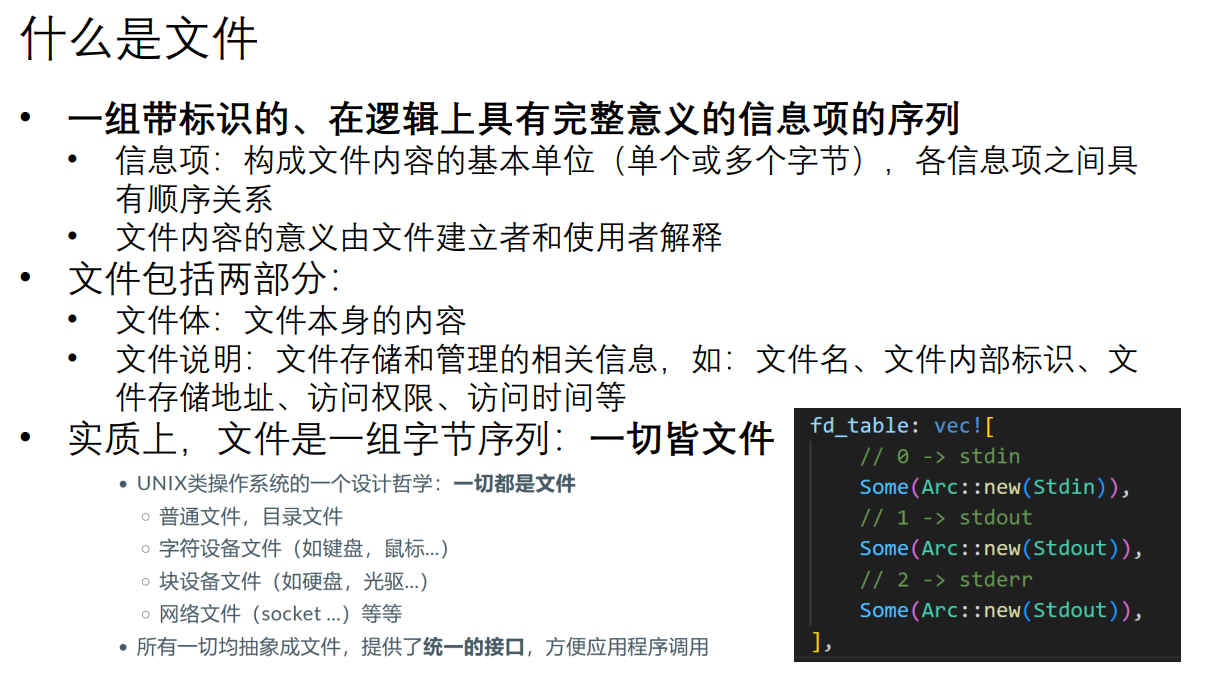 什么是文件
• 一组带标识的、在逻辑上具有完整意义的信息项的序列
• 信息项：构成文件内容的基本单位（单个或多个字节），各信息项之间具
有顺序关系
• 文件内容的意义由文件建立者和使用者解释
• 文件包括两部分：
• 文件体：文件本身的内容
• 文件说明：文件存储和管理的相关信息，如：文件名、文件内部标识、文
件存储地址、访问权限、访问时间等
• 实质上，文件是一组字节序列：一切皆文件
• UNIX类操作系统的一个设计哲学：一切都是文件
○ 普通文件，目录文件
○ 字符设备文件（如键盘，鼠标...）
○ 块设备文件（如硬盘，光驱...）
○ 网络文件（socket ...）等等
• 所有一切均抽象成文件，提供了统一的接口，方便应用程序调用
fd_table: vec![
// 0 -> stdin
Some(Arc::new(Stdin)),
// 1 -> stdout
Some(Arc::new(Stdout)),
// 2 -> stderr
Some(Arc::new(Stdout)),
],